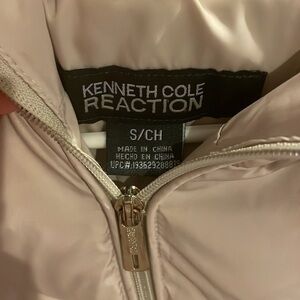 KENNETH COLE
REACTION
S/CH
MADE IN CHINA
HECHO EN CHINA